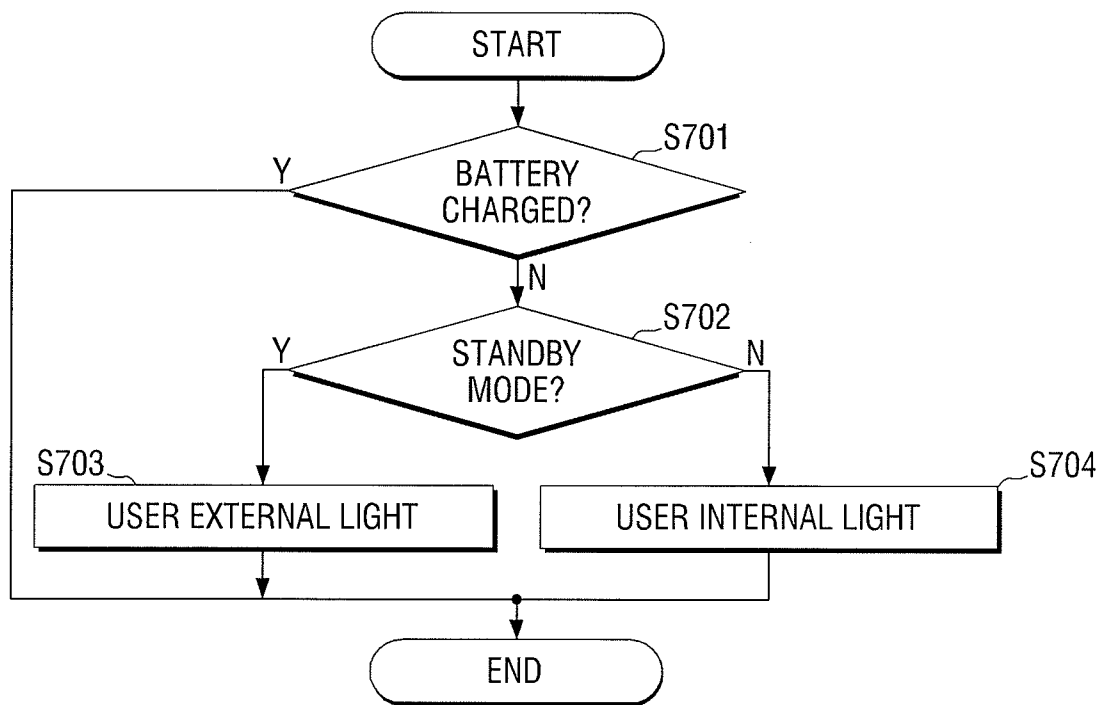 START
S701
Y
BATTERY
CHARGED?
N
S702
Y
STANDBY
MODE?
N
S703
USER EXTERNAL LIGHT
S704
USER INTERNAL LIGHT
END